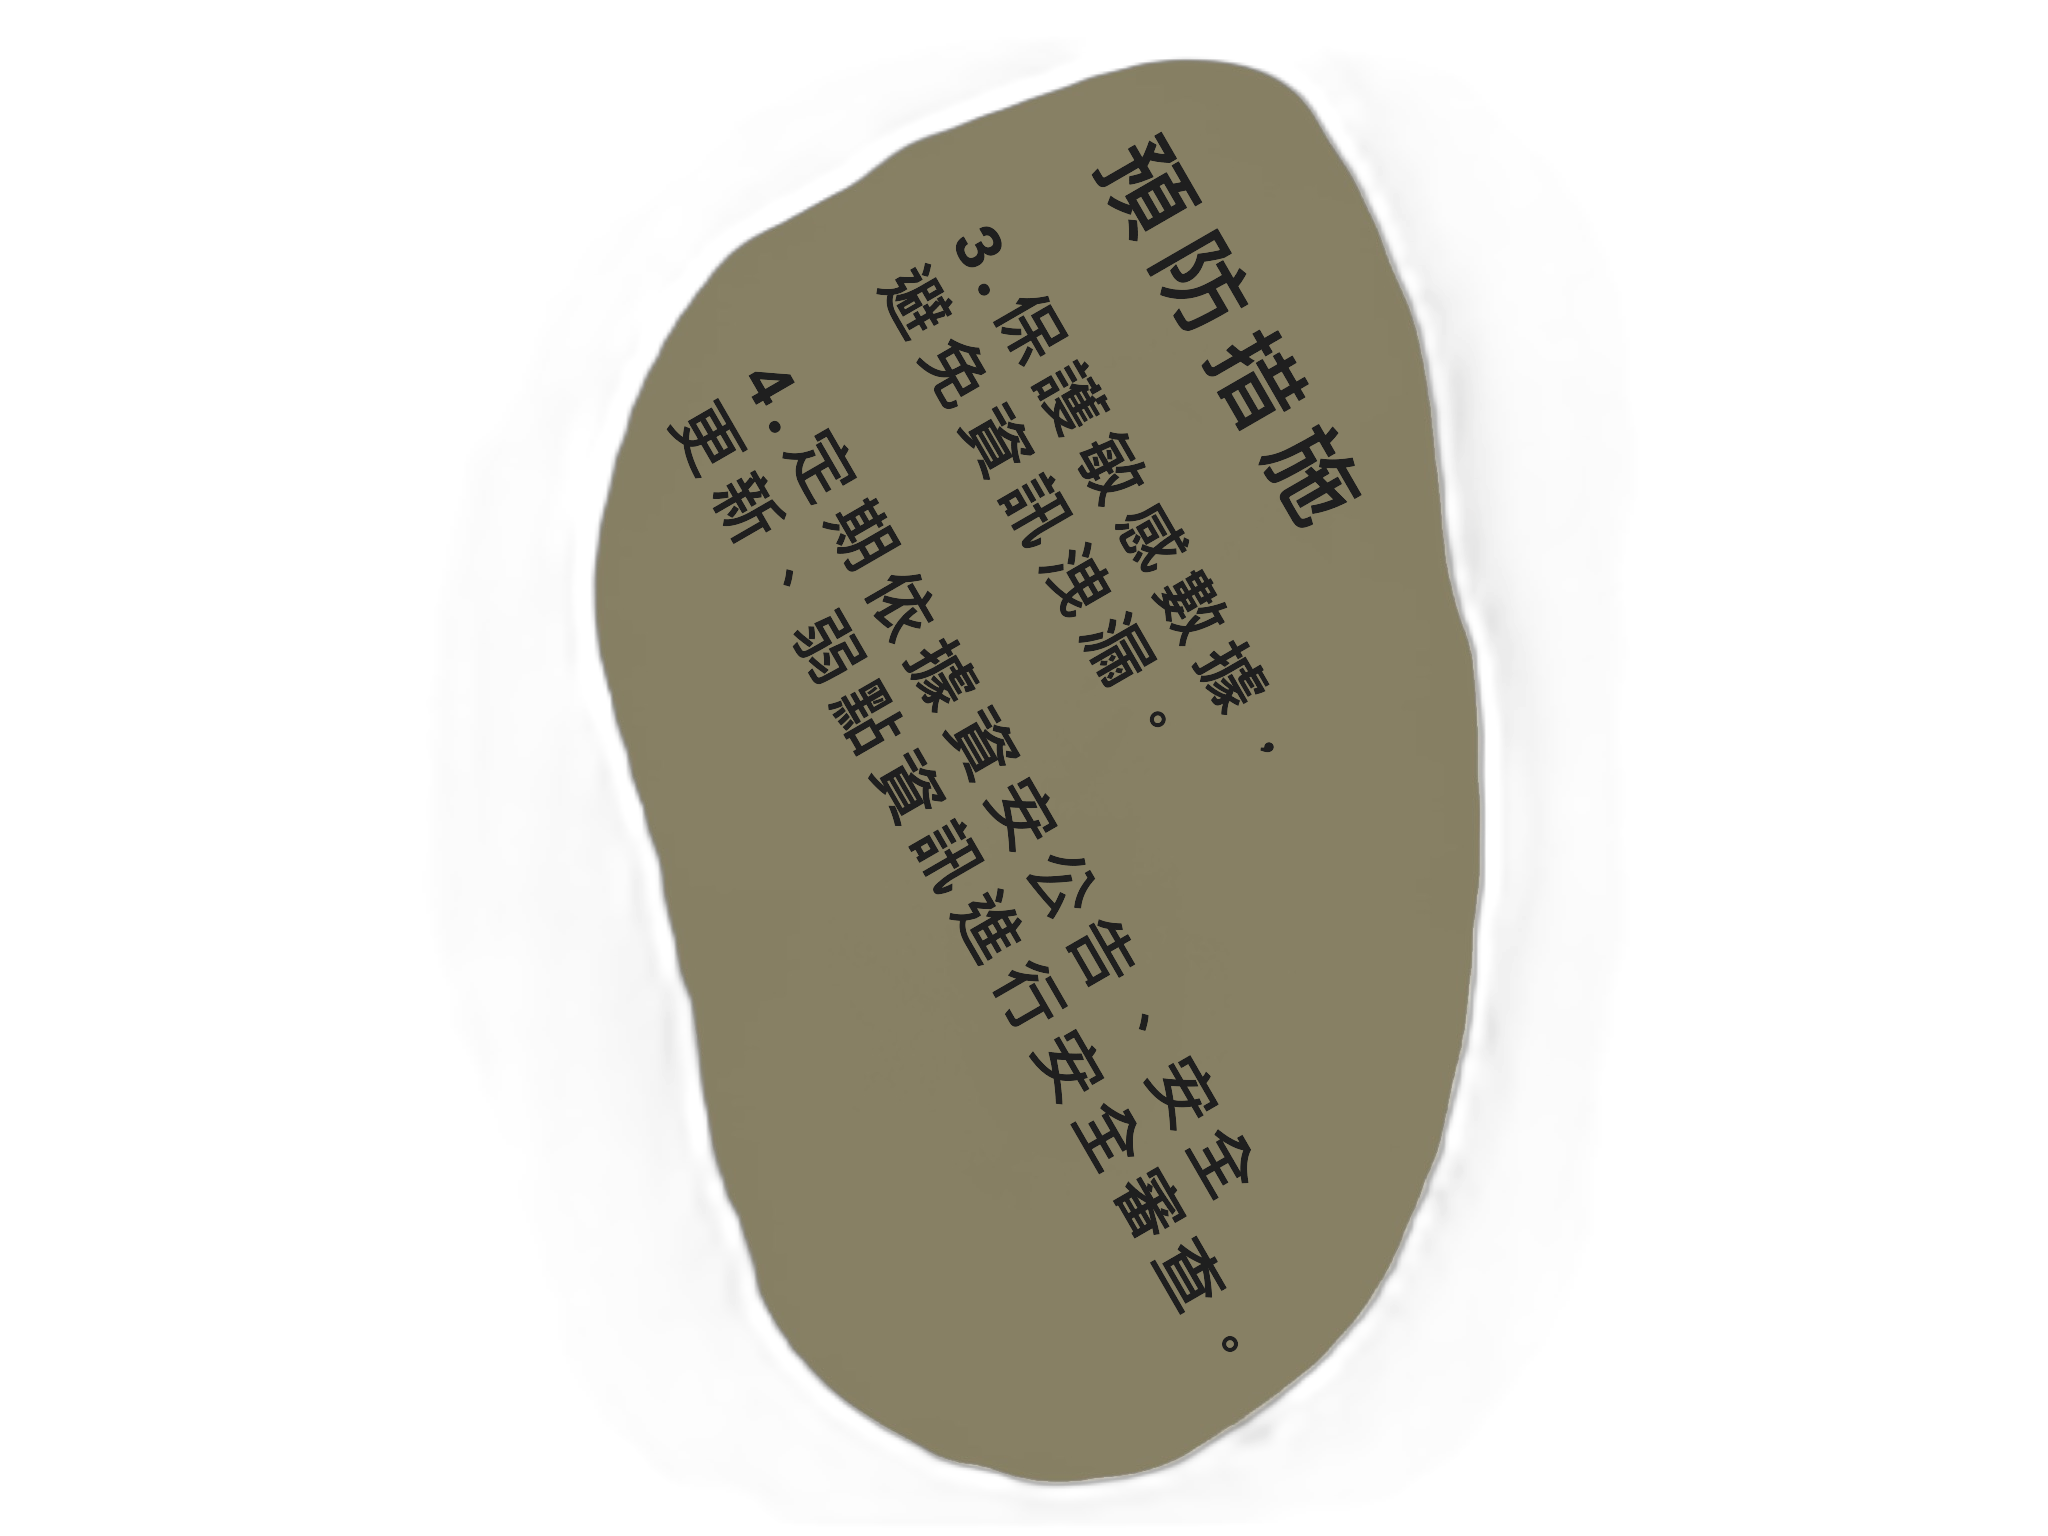 預防措施
3.保護敏感數據，
避免資訊洩漏。
4.定期依據資安公告、安全
更新、弱點資訊進行安全審查。